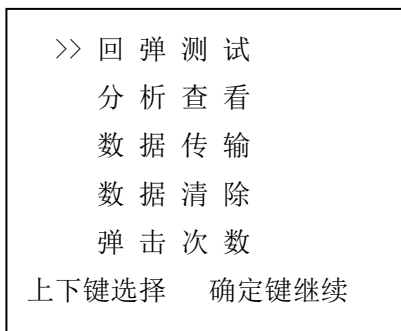 >> 回 弹 测 试
分 析 查 看
数 据 传 输
数 据 清 除
弹 击 次 数
上下键选择 确定键继续